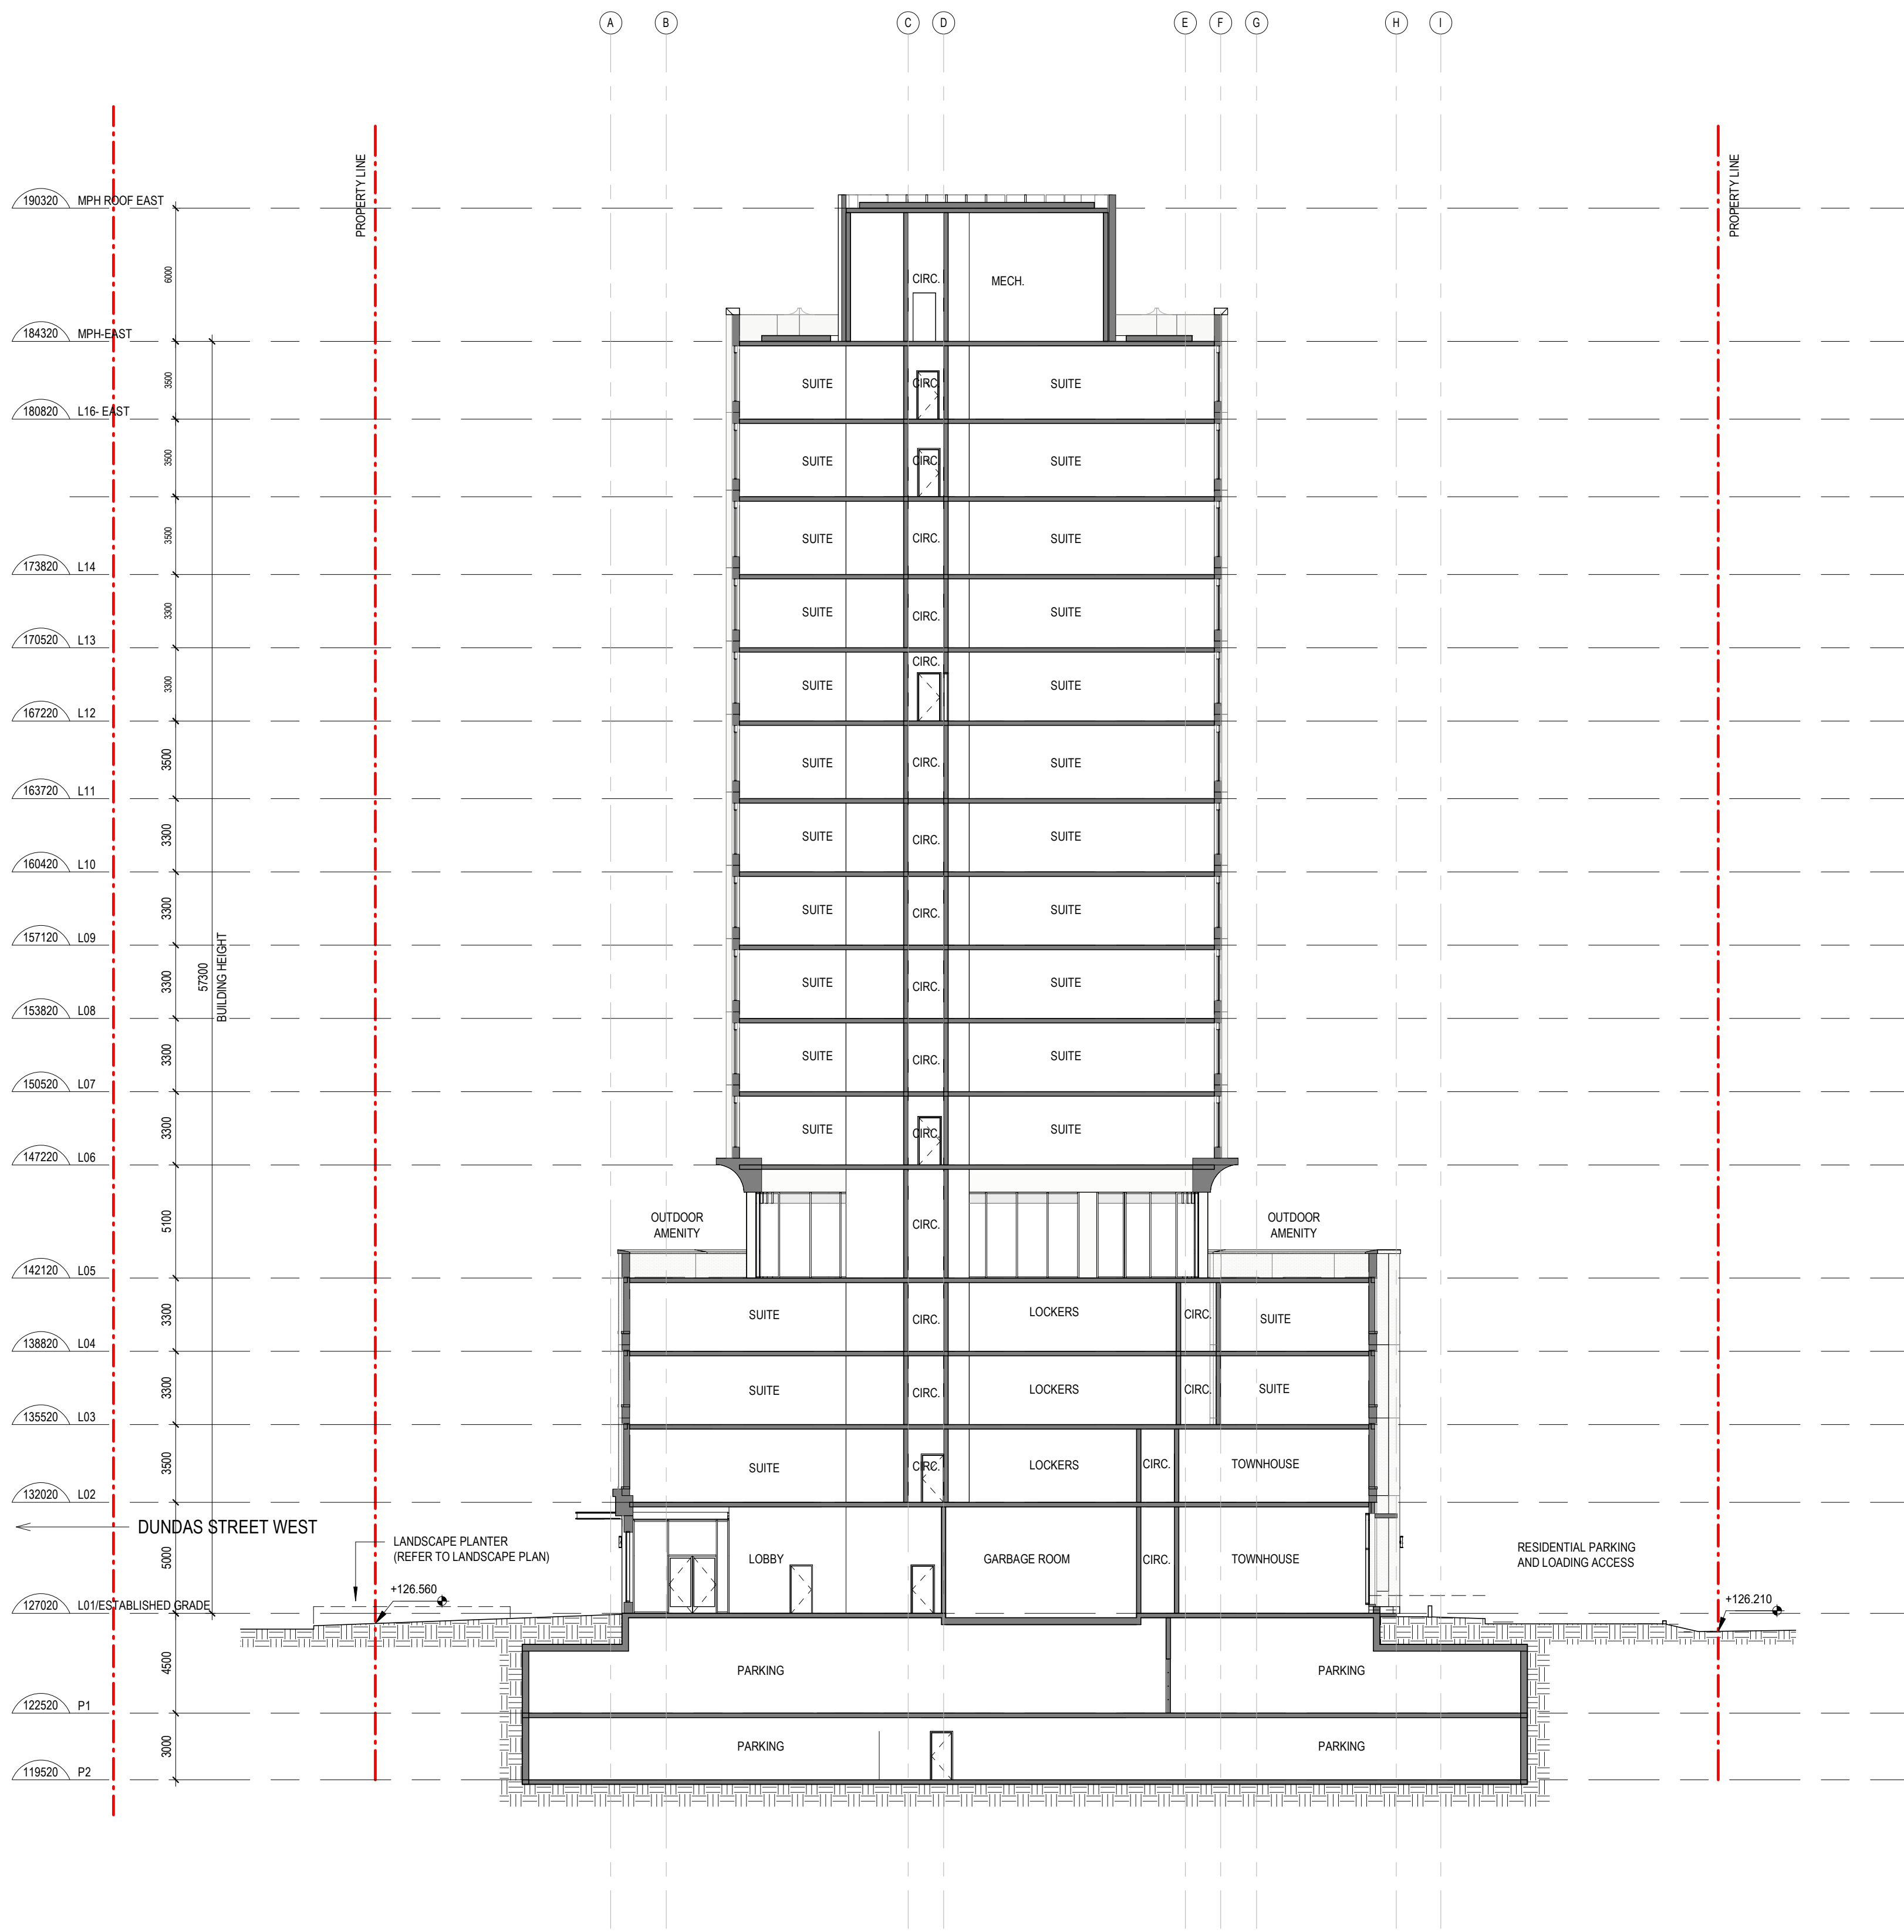 A B C D E F G H I
PROPERTY LINE
PROPERTY LINE
190320 MPH ROOF EAST
6000
CIRC. MECH.
184320 MPH-EAST
3500
SUITE CIRC. SUITE
180820 L16- EAST
3500
SUITE CIRC. SUITE
3500
SUITE CIRC. SUITE
173820 L14
3300
SUITE CIRC. SUITE
170520 L13
3300
CIRC.
SUITE SUITE
167220 L12
3500
SUITE CIRC. SUITE
163720 L11
3300
SUITE CIRC. SUITE
160420 L10
3300
SUITE CIRC. SUITE
157120 L09
57300
BUILDING HEIGHT
3300
SUITE CIRC. SUITE
153820 L08
3300
SUITE CIRC. SUITE
150520 L07
3300
SUITE CIRC. SUITE
147220 L06
5100
OUTDOOR
AMENITY
CIRC.
OUTDOOR
AMENITY
142120 L05
3300
SUITE CIRC. LOCKERS CIRC. SUITE
138820 L04
3300
SUITE CIRC. LOCKERS CIRC. SUITE
135520 L03
3500
SUITE CIRC. LOCKERS CIRC. TOWNHOUSE
132020 L02
DUNDAS STREET WEST
5000
LANDSCAPE PLANTER
(REFER TO LANDSCAPE PLAN)
LOBBY GARBAGE ROOM CIRC. TOWNHOUSE
RESIDENTIAL PARKING
AND LOADING ACCESS
+126.560
+126.210
127020 L01/ESTABLISHED GRADE
4500
PARKING PARKING
122520 P1
3000
PARKING PARKING
119520 P2